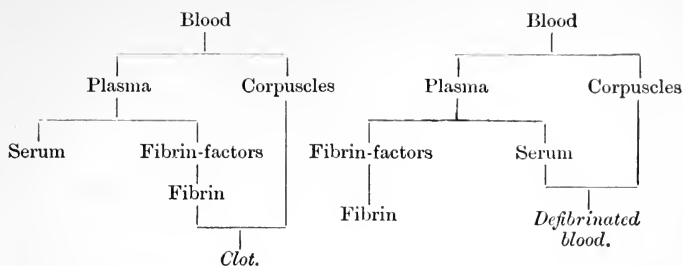 Blood
Plasma Corpuscles
Serum Fibrin-factors
Fibrin
Clot.
Blood
Plasma Corpuscles
Fibrin-factors Serum
Fibrin
Defibrinated
blood.